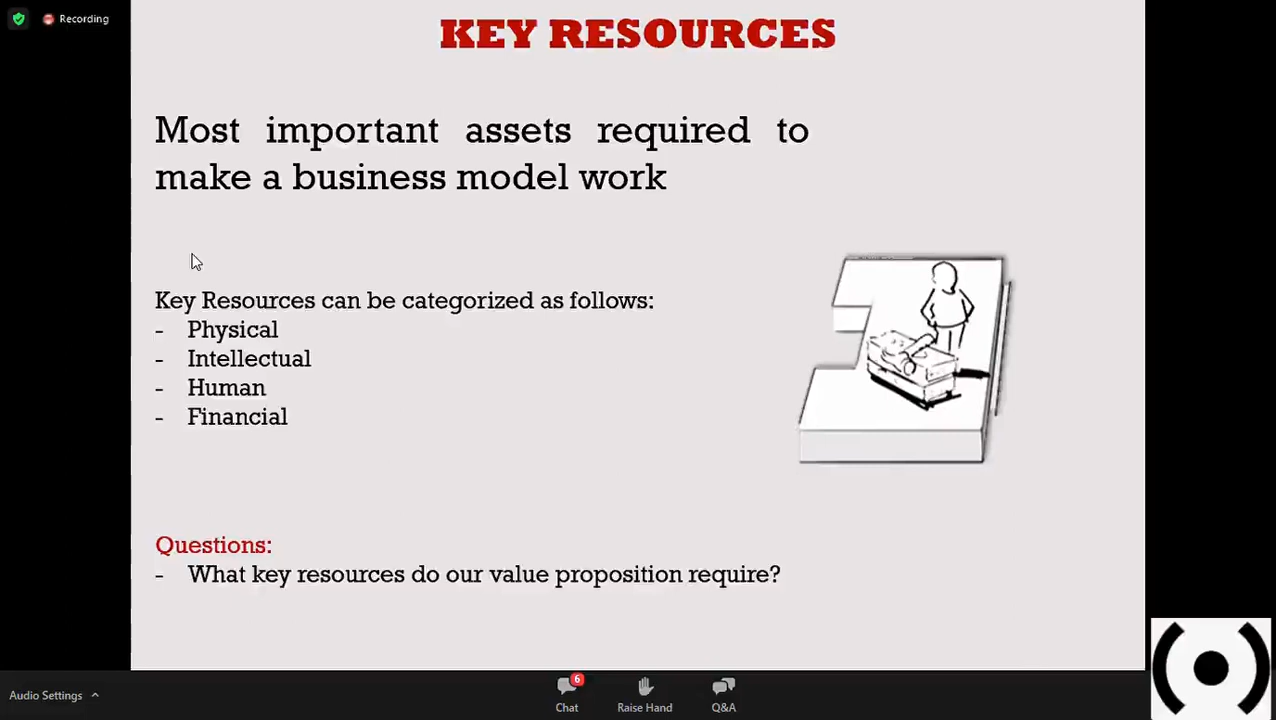 Recording
KEY RESOURCES
Most important assets required to
make a business model work
Key Resources can be categorized as follows:
- Physical
- Intellectual
- Human
- Financial
Questions:
- What key resources do our value proposition require?
Audio Settings
6
Chat
Raise Hand
Q&A